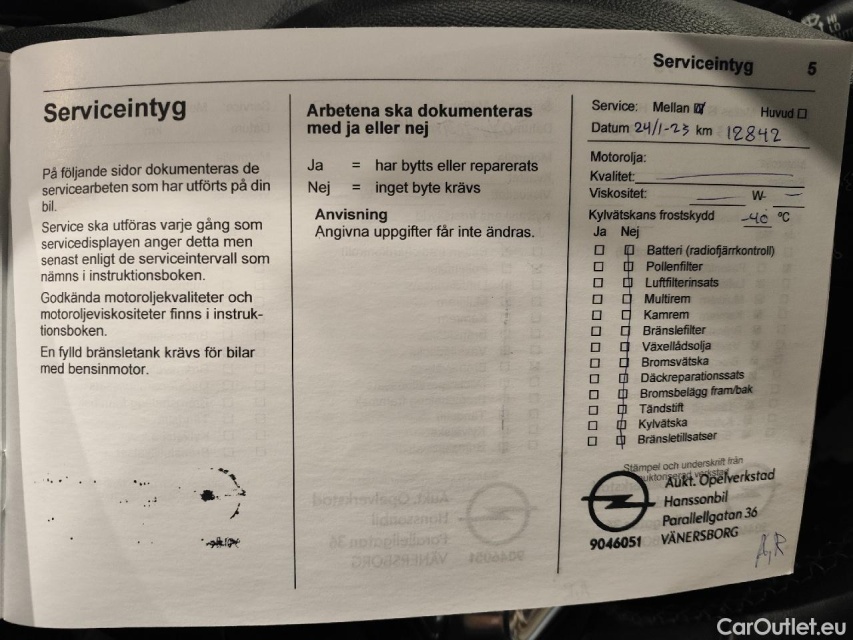 Serviceintyg 5
Serviceintyg
På följande sidor dokumenteras de
servicearbeten som har utförts på din
bil.
Service ska utföras varje gång som
servicedisplayen anger detta men
senast enligt de serviceintervall som
nämns i instruktionsboken.
Godkända motoroljekvaliteter och
motoroljeviskositeter finns i instruk-
tionsboken.
En fylld bränsletank krävs för bilar
med bensinmotor.
Arbetena ska dokumenteras
med ja eller nej
Ja = har bytts eller reparerats
Nej = inget byte krävs
Anvisning
Angivna uppgifter får inte ändras.
Service: Mellan Huvud
Datum 24/1-23 km 12842
Motorolja:
Kvalitet:
Viskositet: W-
Kylvätskans frostskydd -40 °C
Ja Nej
Batteri (radiofjärrkontroll)
Pollenfilter
Luftfilterinsats
Multirem
Kamrem
Bränslefilter
Växellådsolja
Bromsvätska
Däckreparationssats
Bromsbelägg fram/bak
Tändstift
Kylvätska
Bränsletillsatser
Stämpel och underskrift från
Aukt. Opelverkstad
Hanssonbil
Parallellgatan 36
9046051 VÄNERSBORG
CarOutlet.eu